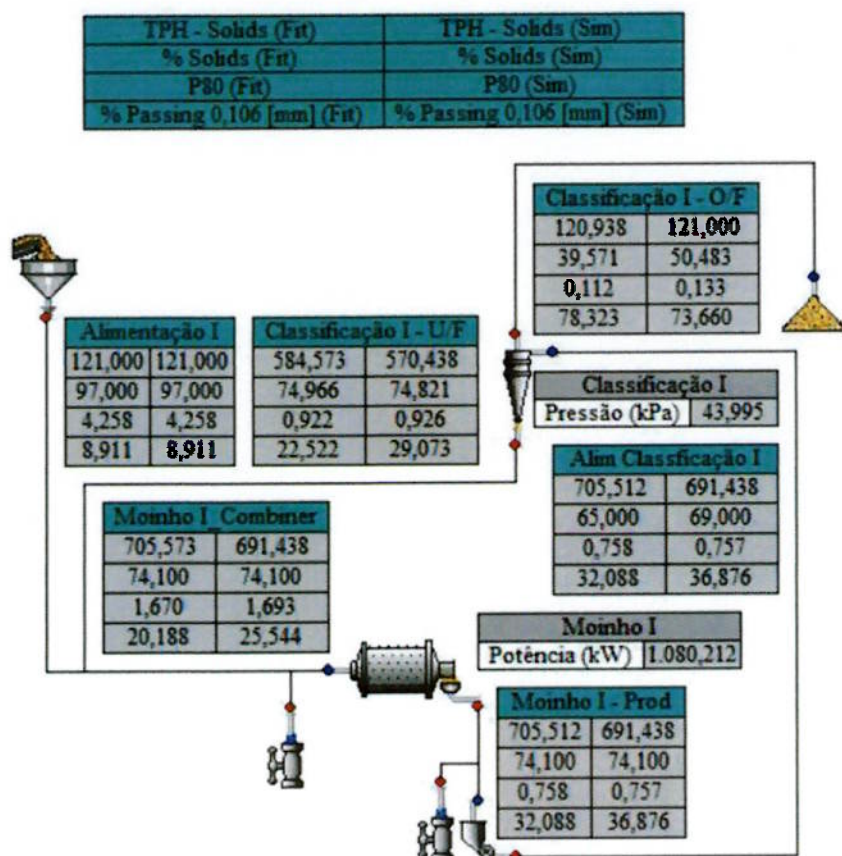 TPH - Solids (Fit) TPH - Solids (Sim)
% Solids (Fit) % Solids (Sim)
P80 (Fit) P80 (Sim)
% Passing 0,106 [mm] (Fit) % Passing 0,106 [mm] (Sim)
Classificação I - O/F
120,938 121,000
39,571 50,483
0,112 0,133
78,323 73,660
Alimentação I
121,000 121,000
97,000 97,000
4,258 4,258
8,911 8,911
Classificação I - U/F
584,573 570,438
74,966 74,821
0,922 0,926
22,522 29,073
Classificação I
Pressão (kPa) 43,995
Alim Classficação I
705,512 691,438
65,000 69,000
0,758 0,757
32,088 36,876
Moinho I_Combiner
705,573 691,438
74,100 74,100
1,670 1,693
20,188 25,544
Moinho I
Potência (kW) 1.080,212
Moinho I - Prod
705,512 691,438
74,100 74,100
0,758 0,757
32,088 36,876